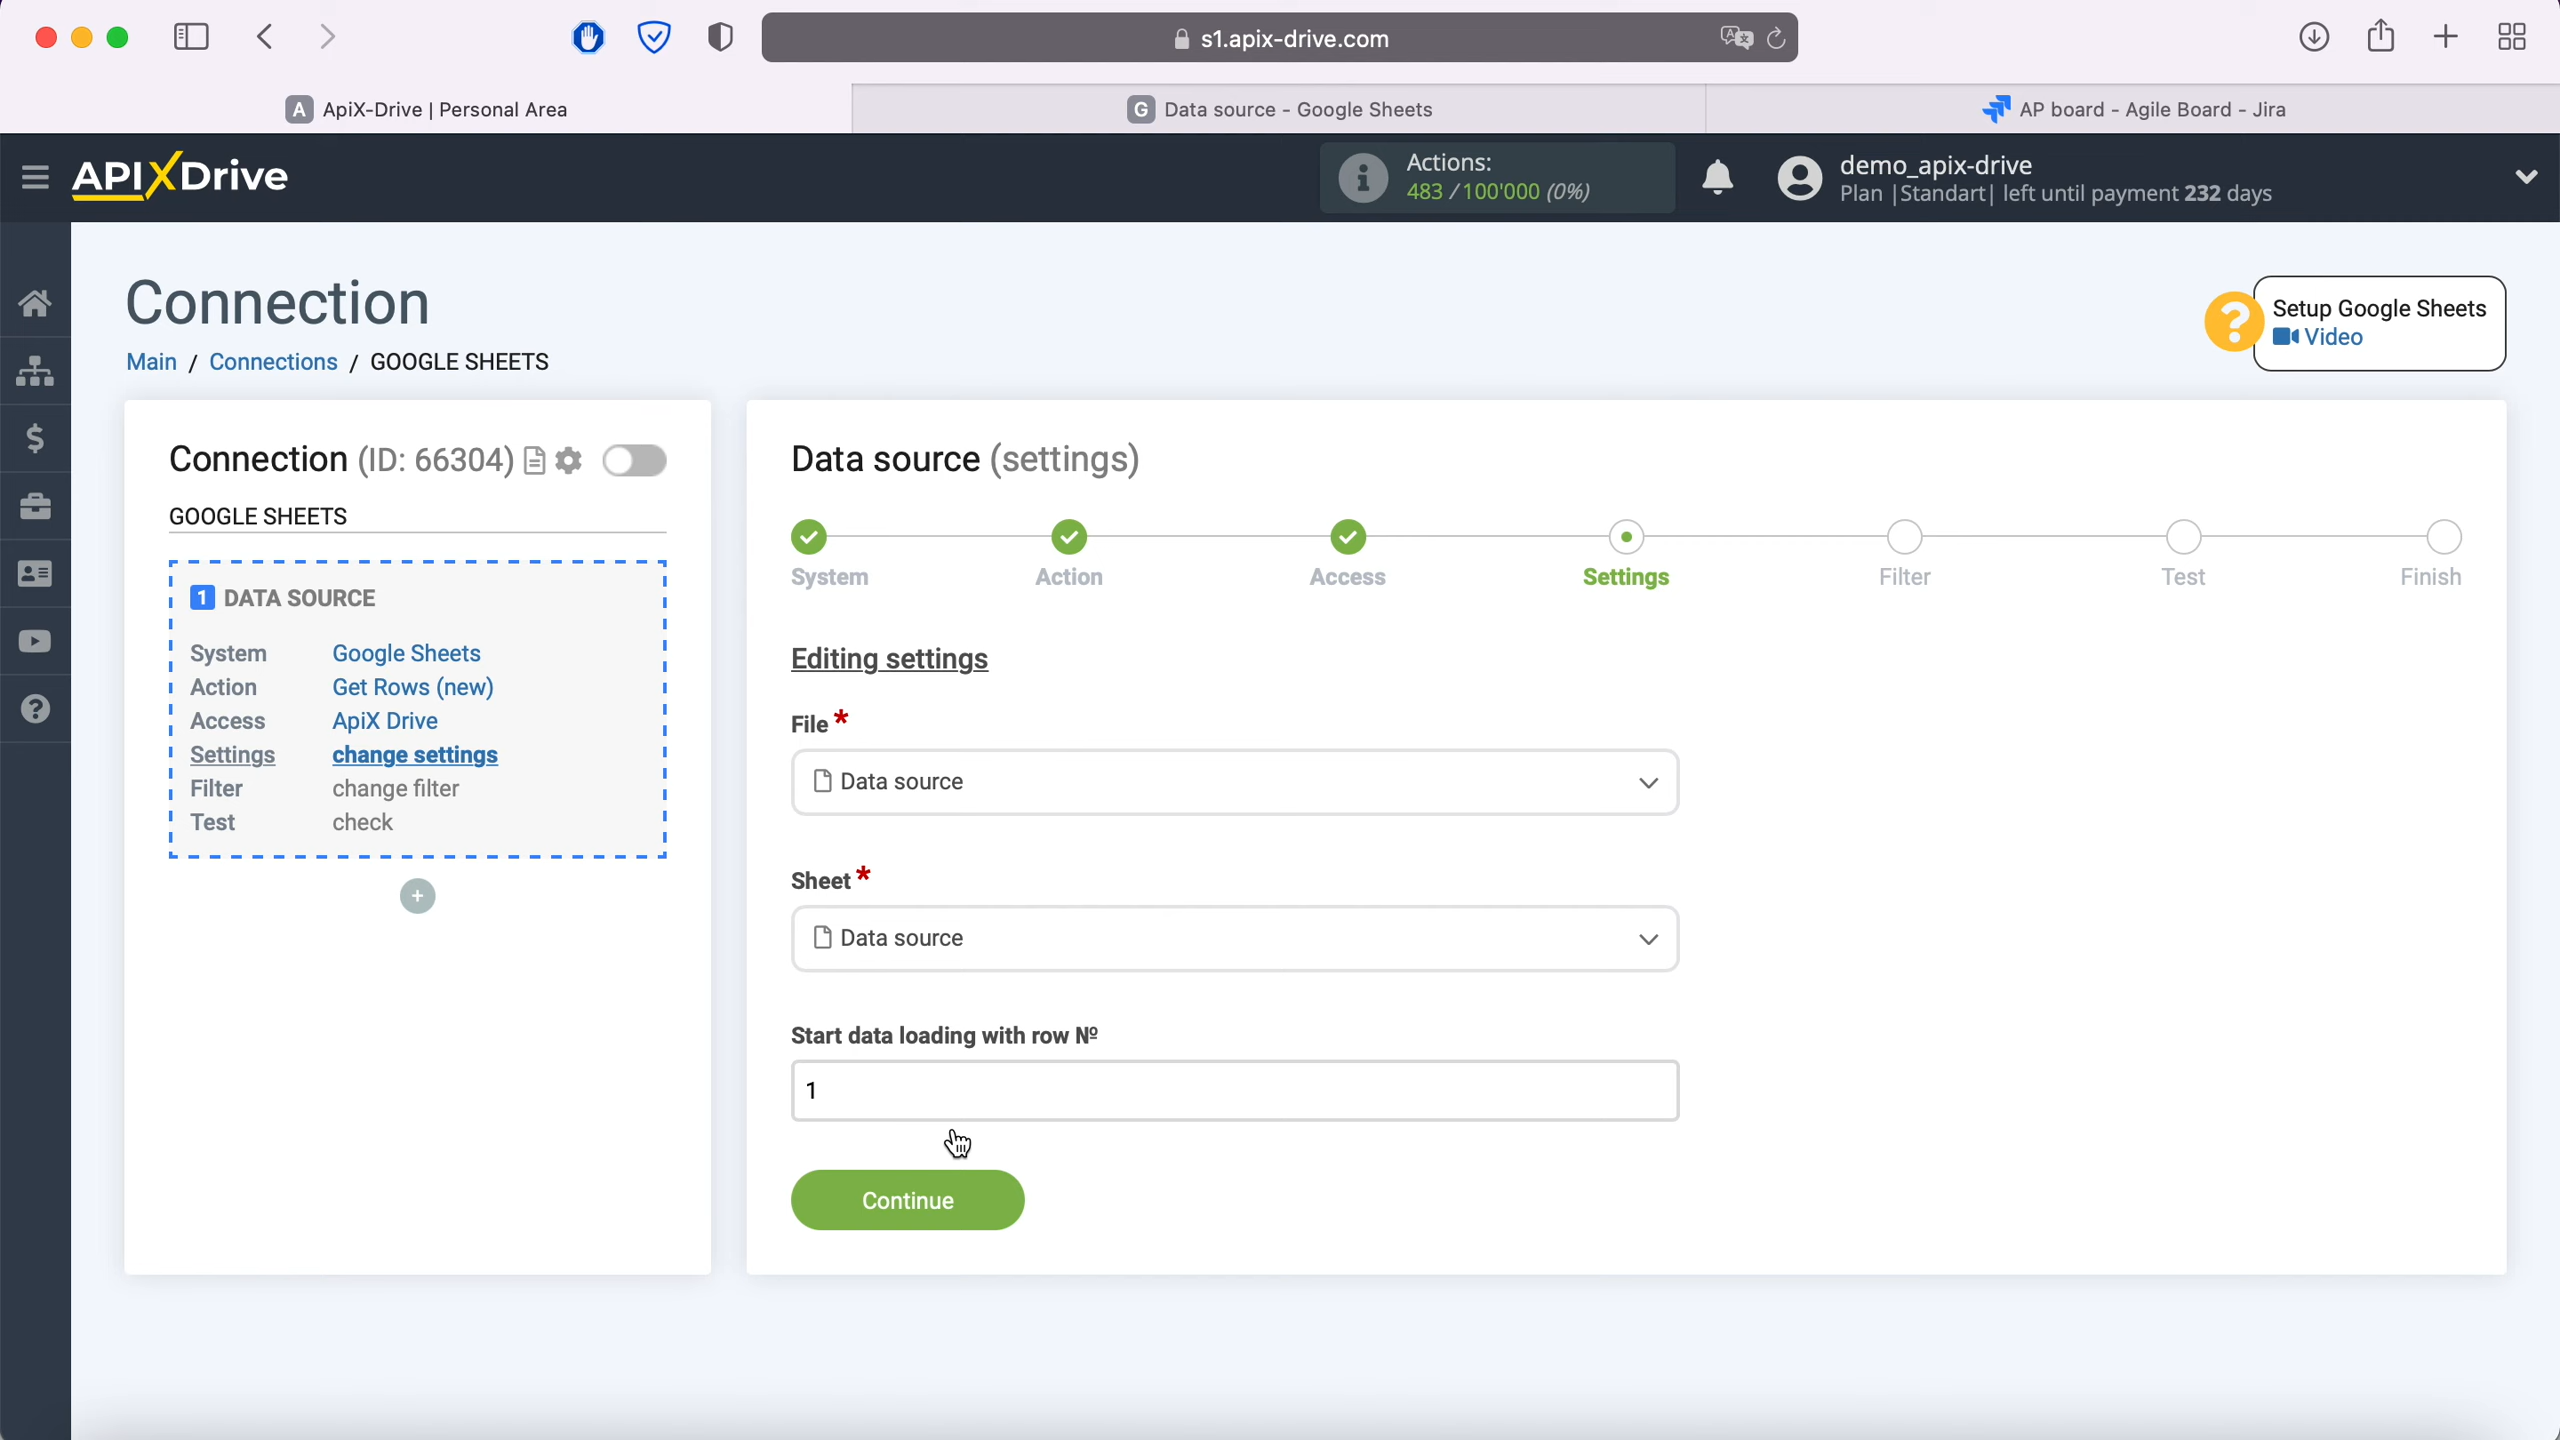 s1.apix-drive.com
A ApiX-Drive | Personal Area
G Data source - Google Sheets
AP board - Agile Board - Jira
APIXDrive
Actions:
483 / 100'000 (0%)
demo_apix-drive
Plan |Standart| left until payment 232 days
Connection
Main / Connections / GOOGLE SHEETS
Setup Google Sheets
Video
Connection (ID: 66304)
GOOGLE SHEETS
1 DATA SOURCE
System Google Sheets
Action Get Rows (new)
Access ApiX Drive
Settings change settings
Filter change filter
Test check
+
Data source (settings)
System
Action
Access
Settings
Filter
Test
Finish
Editing settings
File *
Data source
Sheet *
Data source
Start data loading with row №
1
Continue